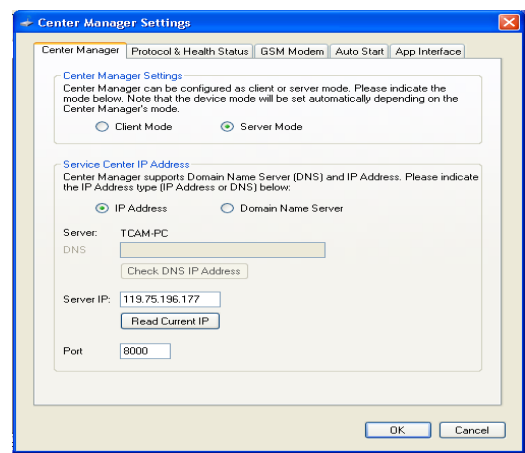 Center Manager Settings
Center Manager Protocol & Health Status GSM Modem Auto Start App Interface
Center Manager Settings
Center Manager can be configured as client or server mode. Please indicate the
mode below. Note that the device mode will be set automatically depending on the
Center Manager's mode.
Client Mode Server Mode
Service Center IP Address
Center Manager supports Domain Name Server (DNS) and IP Address. Please indicate
the IP Address type (IP Address or DNS) below:
IP Address Domain Name Server
Server: TCAM-PC
DNS
Check DNS IP Address
Server IP: 119.75.196.177
Read Current IP
Port 8000
OK Cancel